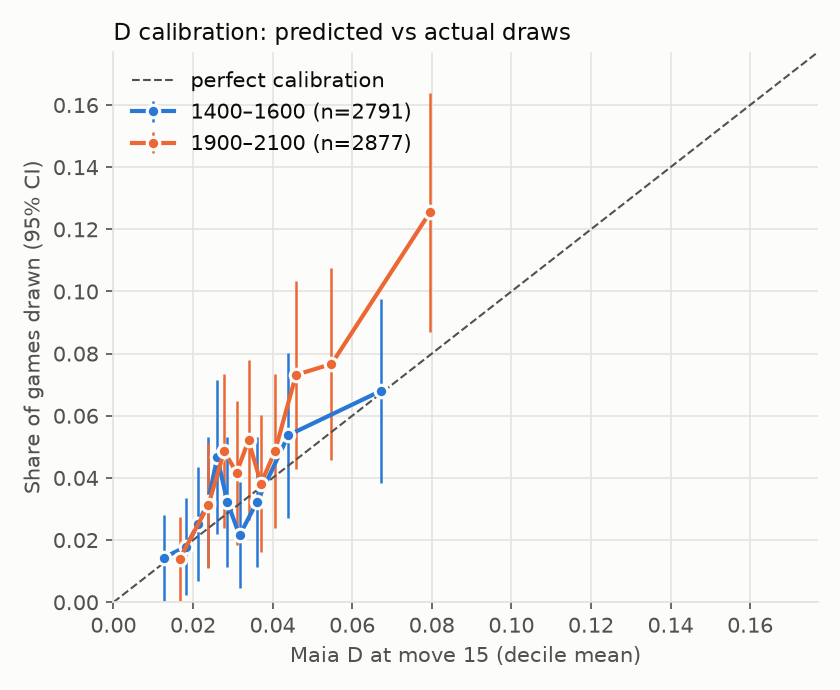 D calibration: predicted vs actual draws
perfect calibration
1400–1600 (n=2791)
1900–2100 (n=2877)
Share of games drawn (95% CI)
0.16
0.14
0.12
0.10
0.08
0.06
0.04
0.02
0.00
0.00 0.02 0.04 0.06 0.08 0.10 0.12 0.14 0.16
Maia D at move 15 (decile mean)